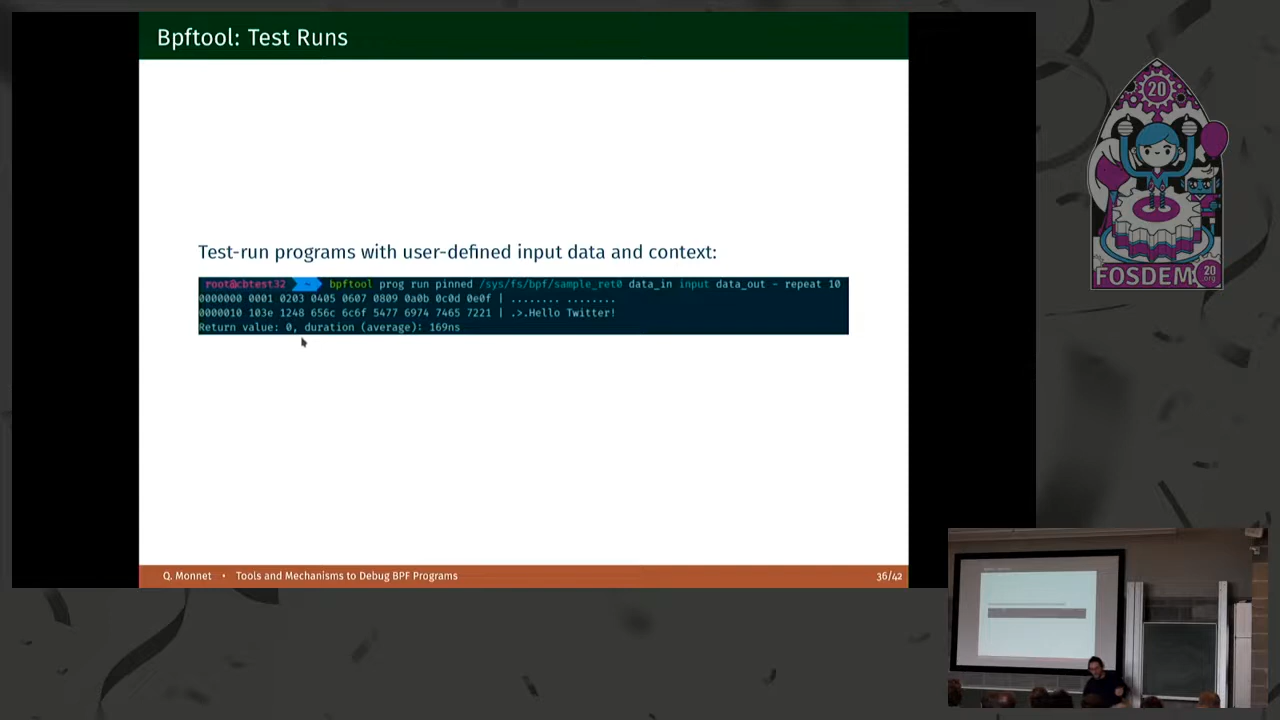 Bpftool: Test Runs
Test-run programs with user-defined input data and context:
root@cbtest32 ~ bpftool prog run pinned /sys/fs/bpf/sample_ret0 data_in input data_out - repeat 10
0000000 0001 0203 0405 0607 0809 0a0b 0c0d 0e0f | ........ ........
0000010 103e 1248 656c 6c6f 5477 6974 7465 7221 | .>.Hello Twitter!
Return value: 0, duration (average): 169ns
Q. Monnet • Tools and Mechanisms to Debug BPF Programs
36/42
20
FOSDEM
20
.org